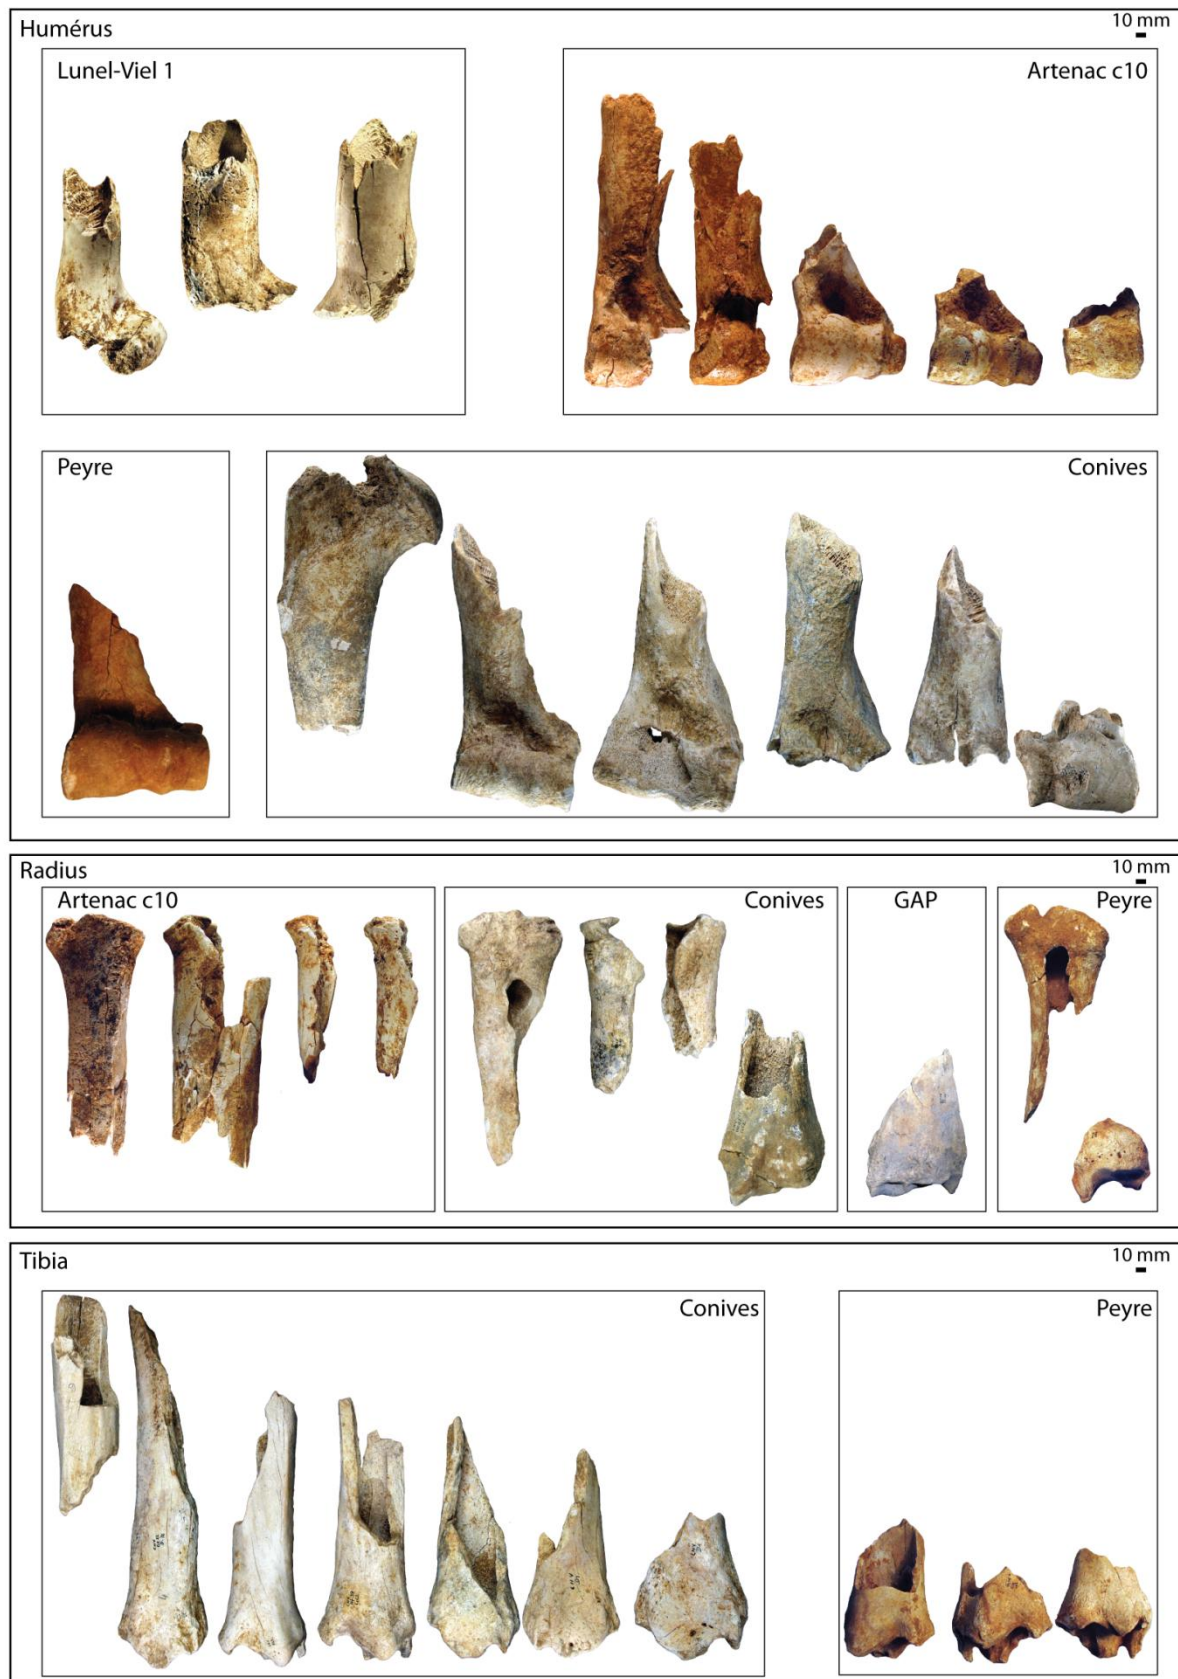 Humérus
10 mm
Lunel-Viel 1
Artenac c10
Peyre
Conives
Radius
10 mm
Artenac c10
Conives
GAP
Peyre
Tibia
10 mm
Conives
Peyre